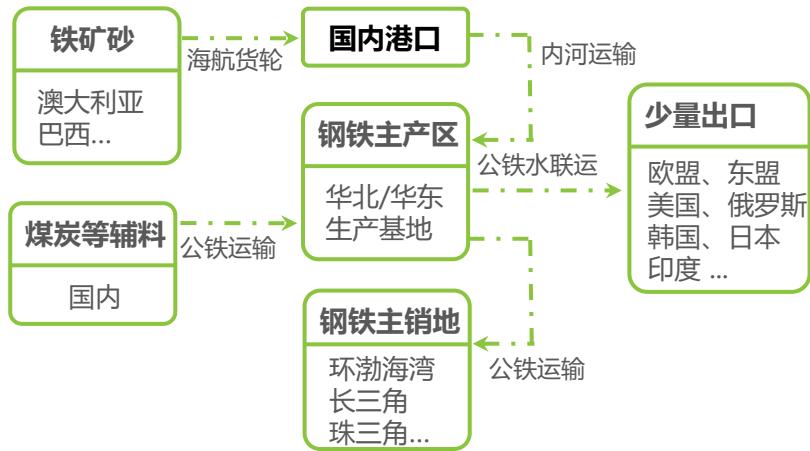 铁矿砂
澳大利亚
巴西...
海航货轮
国内港口
内河运输
钢铁主产区
华北/华东
生产基地
公铁水联运
少量出口
欧盟、东盟
美国、俄罗斯
韩国、日本
印度 ...
煤炭等辅料
国内
公铁运输
钢铁主销地
环渤海湾
长三角
珠三角...
公铁运输